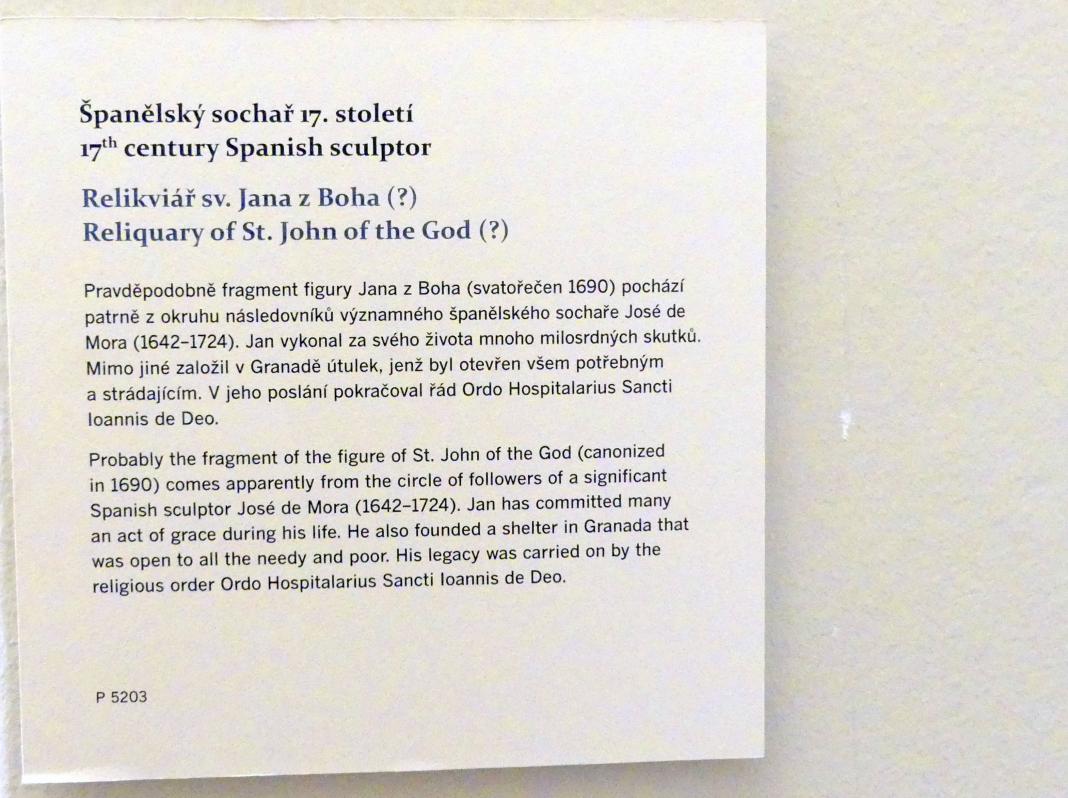 Španělský sochař 17. století
17th century Spanish sculptor
Relikviář sv. Jana z Boha (?)
Reliquary of St. John of the God (?)
Pravděpodobně fragment figury Jana z Boha (svatořečen 1690) pochází
patrně z okruhu následovníků významného španělského sochaře José de
Mora (1642–1724). Jan vykonal za svého života mnoho milosrdných skutků.
Mimo jiné založil v Granadě útulek, jenž byl otevřen všem potřebným
a strádajícím. V jeho poslání pokračoval řád Ordo Hospitalarius Sancti
Ioannis de Deo.
Probably the fragment of the figure of St. John of the God (canonized
in 1690) comes apparently from the circle of followers of a significant
Spanish sculptor José de Mora (1642–1724). Jan has committed many
an act of grace during his life. He also founded a shelter in Granada that
was open to all the needy and poor. His legacy was carried on by the
religious order Ordo Hospitalarius Sancti Ioannis de Deo.
P 5203